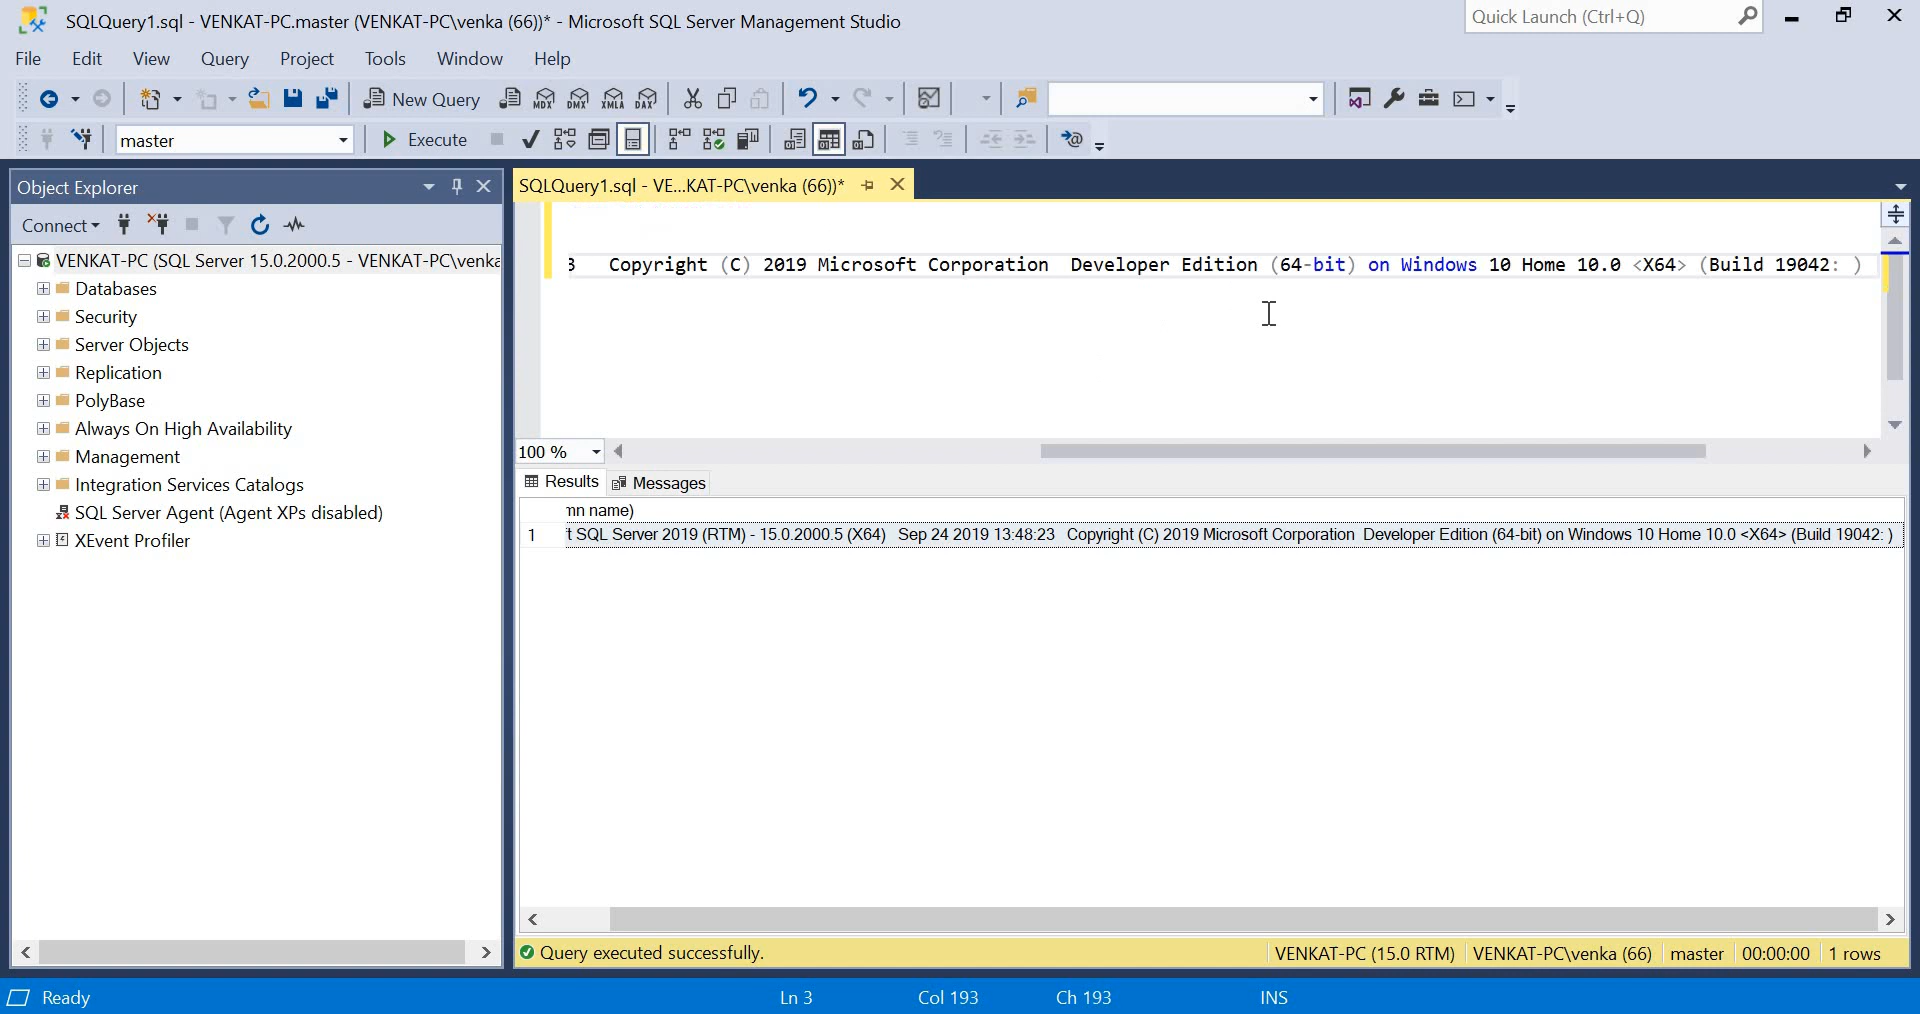 SQLQuery1.sql - VENKAT-PC.master (VENKAT-PC\venka (66))* - Microsoft SQL Server Management Studio
Quick Launch (Ctrl+Q)
File Edit View Query Project Tools Window Help
New Query MDX DMX XMLA DAX
master Execute
Object Explorer
SQLQuery1.sql - VE...KAT-PC\venka (66))*
Connect
VENKAT-PC (SQL Server 15.0.2000.5 - VENKAT-PC\venka
Databases
Security
Server Objects
Replication
PolyBase
Always On High Availability
Management
Integration Services Catalogs
SQL Server Agent (Agent XPs disabled)
XEvent Profiler
3 Copyright (C) 2019 Microsoft Corporation Developer Edition (64-bit) on Windows 10 Home 10.0 <X64> (Build 19042: )
100 %
Results Messages
mn name)
1 t SQL Server 2019 (RTM) - 15.0.2000.5 (X64) Sep 24 2019 13:48:23 Copyright (C) 2019 Microsoft Corporation Developer Edition (64-bit) on Windows 10 Home 10.0 <X64> (Build 19042: )
Query executed successfully.
VENKAT-PC (15.0 RTM) VENKAT-PC\venka (66) master 00:00:00 1 rows
Ready Ln 3 Col 193 Ch 193 INS